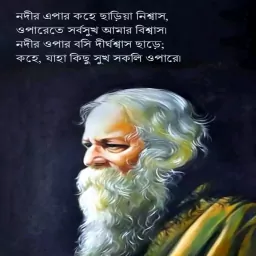 নদীর এপার কহে ছাড়িয়া নিশ্বাস,
ওপারেতে সর্বসুখ আমার বিশ্বাস।
নদীর ওপার বসি দীর্ঘশ্বাস ছাড়ে;
কহে, যাহা কিছু সুখ সকলি ওপারে।